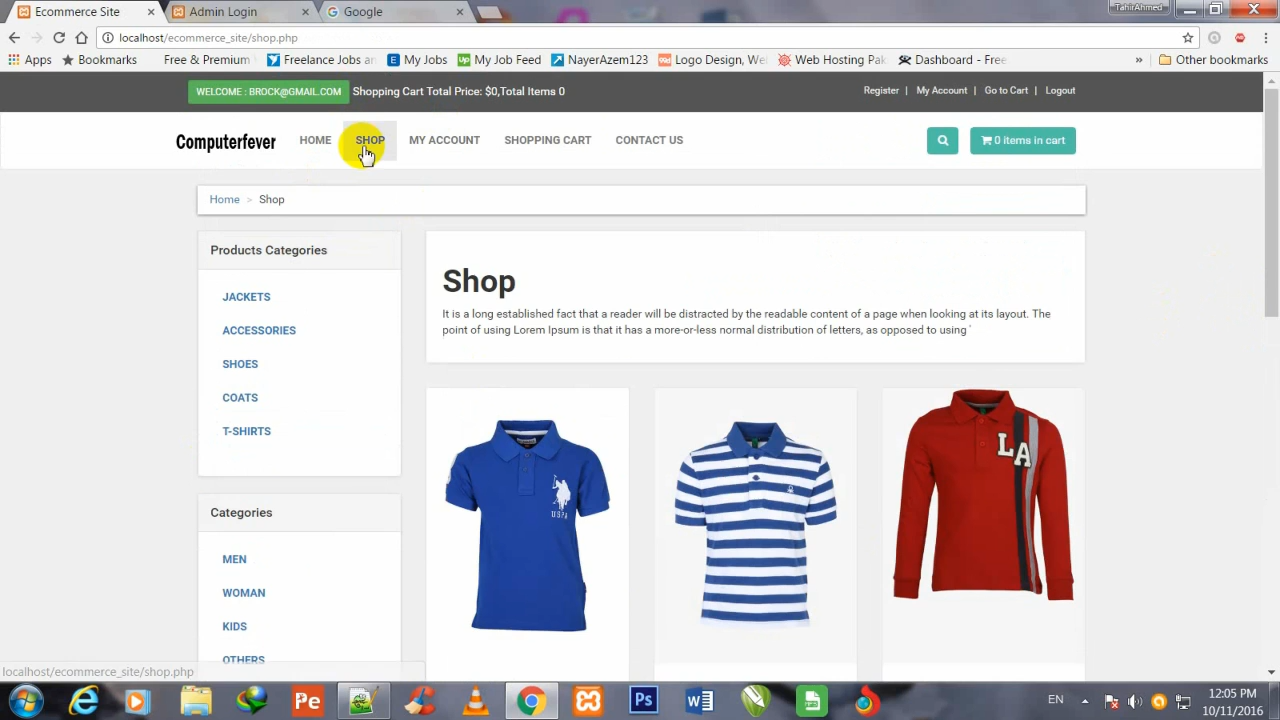 Ecommerce Site
Admin Login
Google
TahirAhmed
localhost/ecommerce_site/shop.php
Apps
Bookmarks
Free & Premium
Freelance Jobs an
My Jobs
My Job Feed
NayerAzem123
Logo Design, We
Web Hosting Pak
Dashboard - Free
»
Other bookmarks
WELCOME : BROCK@GMAIL.COM
Shopping Cart Total Price: $0,Total Items 0
Register | My Account | Go to Cart | Logout
Computerfever
HOME
SHOP
MY ACCOUNT
SHOPPING CART
CONTACT US
0 items in cart
Home > Shop
Products Categories
JACKETS
ACCESSORIES
SHOES
COATS
T-SHIRTS
Categories
MEN
WOMAN
KIDS
OTHERS
Shop
It is a long established fact that a reader will be distracted by the readable content of a page when looking at its layout. The
point of using Lorem Ipsum is that it has a more-or-less normal distribution of letters, as opposed to using '
USPA
LA
localhost/ecommerce_site/shop.php
Pe
Ps
EN
12:05 PM
10/11/2016